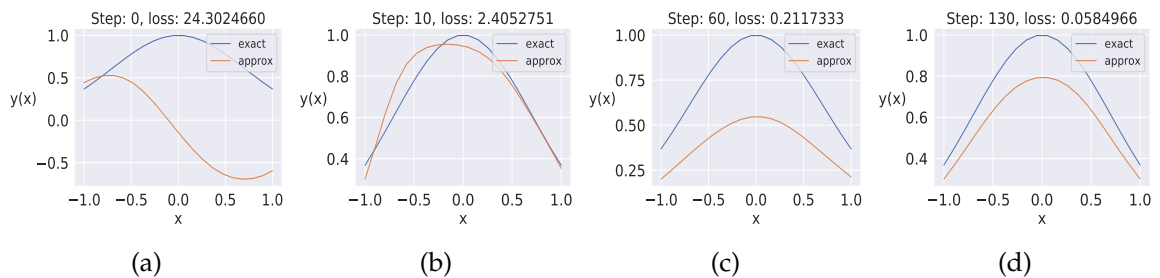 Step: 0, loss: 24.3024660
1.0
0.5
0.0
−0.5
y(x)
exact
approx
−1.0 −0.5 0.0 0.5 1.0
x
(a)
Step: 10, loss: 2.4052751
1.0
0.8
0.6
0.4
y(x)
exact
approx
−1.0 −0.5 0.0 0.5 1.0
x
(b)
Step: 60, loss: 0.2117333
1.00
0.75
0.50
0.25
y(x)
exact
approx
−1.0 −0.5 0.0 0.5 1.0
x
(c)
Step: 130, loss: 0.0584966
1.0
0.8
0.6
0.4
y(x)
exact
approx
−1.0 −0.5 0.0 0.5 1.0
x
(d)